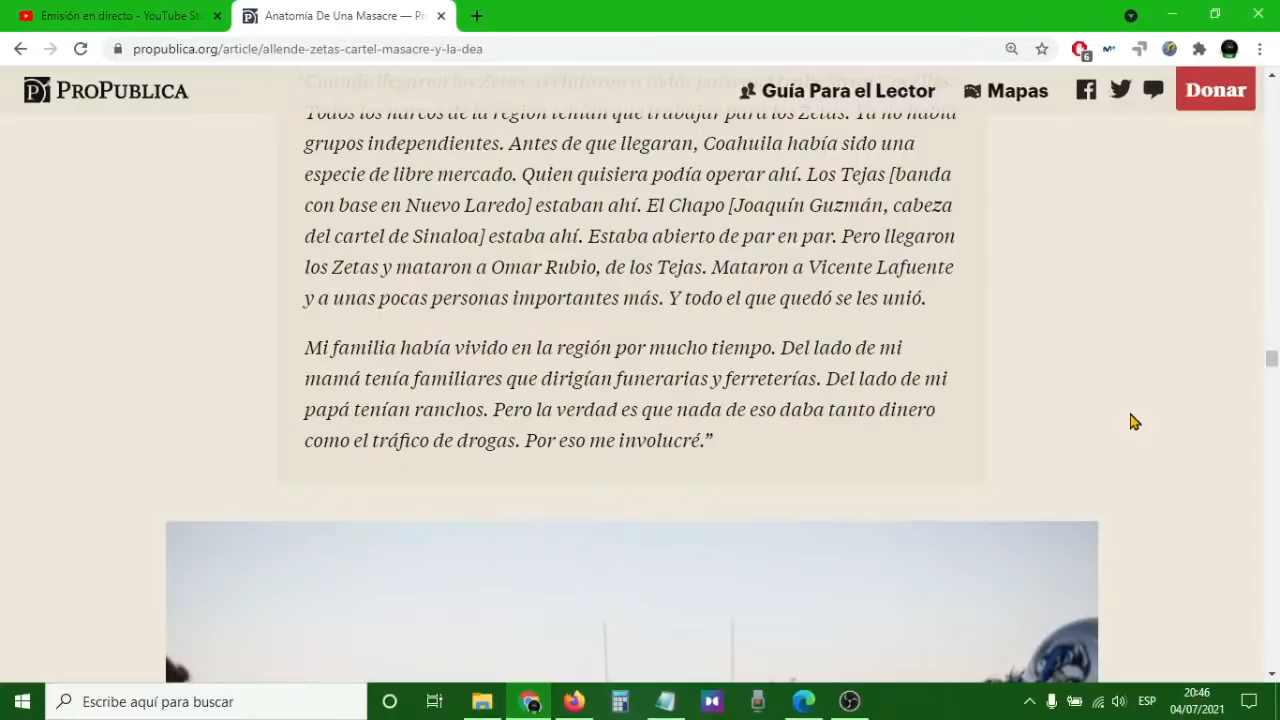 Emisión en directo - YouTube St
Anatomía De Una Masacre — Pr
propublica.org/article/allende-zetas-cartel-masacre-y-la-dea
6
PROPUBLICA
Guía Para el Lector
Mapas
Donar
Todos los narcos de la región tenían que trabajar para los Zetas. Ya no había
grupos independientes. Antes de que llegaran, Coahuila había sido una
especie de libre mercado. Quien quisiera podía operar ahí. Los Tejas [banda
con base en Nuevo Laredo] estaban ahí. El Chapo [Joaquín Guzmán, cabeza
del cartel de Sinaloa] estaba ahí. Estaba abierto de par en par. Pero llegaron
los Zetas y mataron a Omar Rubio, de los Tejas. Mataron a Vicente Lafuente
y a unas pocas personas importantes más. Y todo el que quedó se les unió.
Mi familia había vivido en la región por mucho tiempo. Del lado de mi
mamá tenía familiares que dirigían funerarias y ferreterías. Del lado de mi
papá tenían ranchos. Pero la verdad es que nada de eso daba tanto dinero
como el tráfico de drogas. Por eso me involucré.”
Escribe aquí para buscar
ESP
20:46
04/07/2021